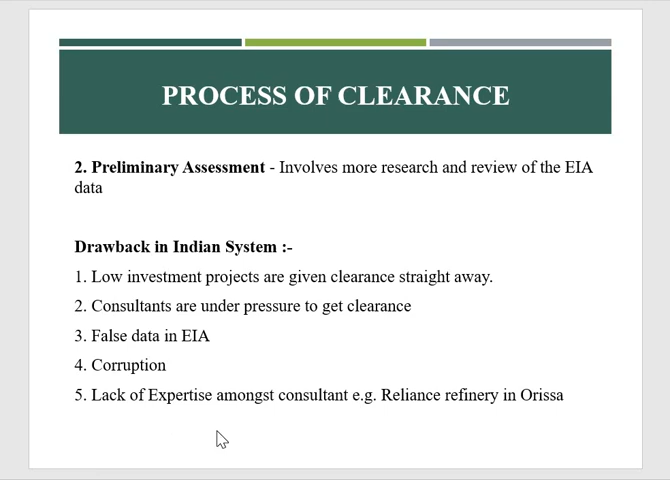 PROCESS OF CLEARANCE
2. Preliminary Assessment - Involves more research and review of the EIA
data
Drawback in Indian System :-
1. Low investment projects are given clearance straight away.
2. Consultants are under pressure to get clearance
3. False data in EIA
4. Corruption
5. Lack of Expertise amongst consultant e.g. Reliance refinery in Orissa